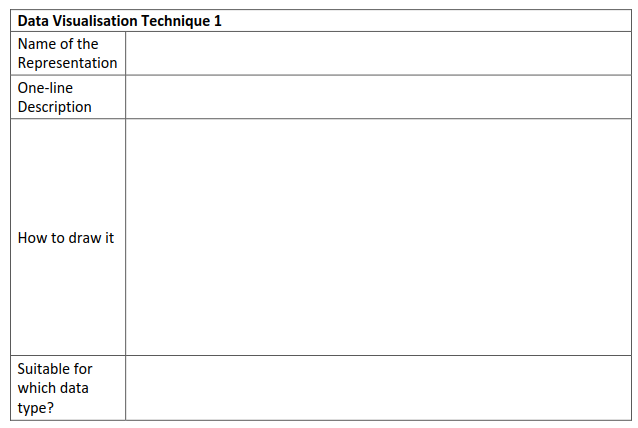 Data Visualisation Technique 1
Name of the
Representation
One-line
Description
How to draw it
Suitable for
which data
type?